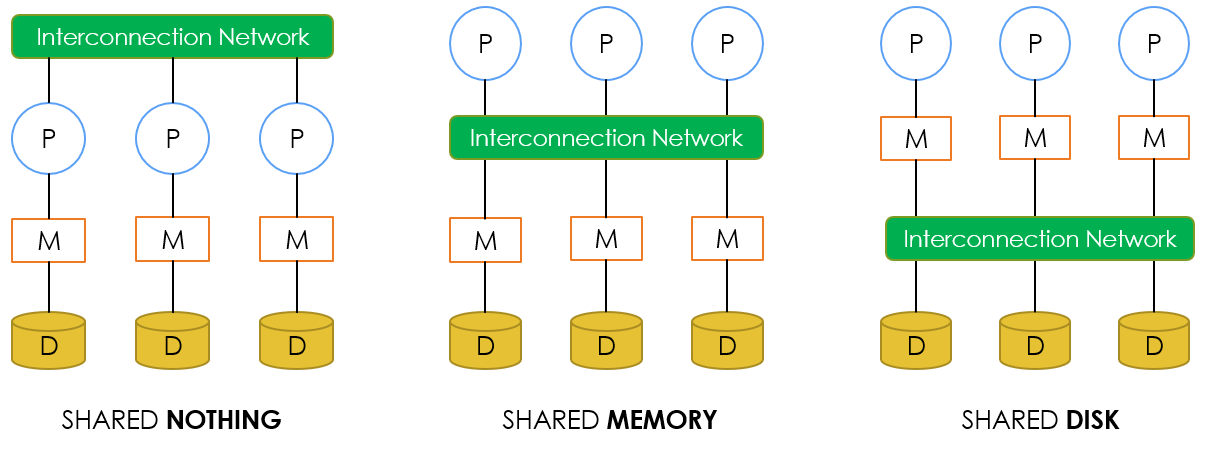 Interconnection Network
P P P
M M M
D D D
SHARED NOTHING
P P P
Interconnection Network
M M M
D D D
SHARED MEMORY
P P P
M M M
Interconnection Network
D D D
SHARED DISK